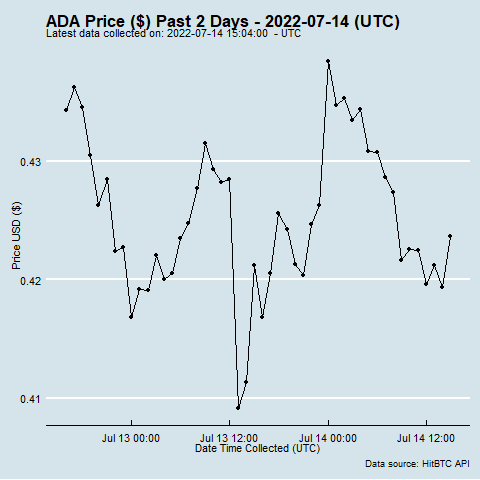 ADA Price ($) Past 2 Days - 2022-07-14 (UTC)
Latest data collected on: 2022-07-14 15:04:00  - UTC
Price USD ($)
0.43
0.42
0.41
Jul 13 00:00
Jul 13 12:00
Jul 14 00:00
Jul 14 12:00
Date Time Collected (UTC)
Data source: HitBTC API